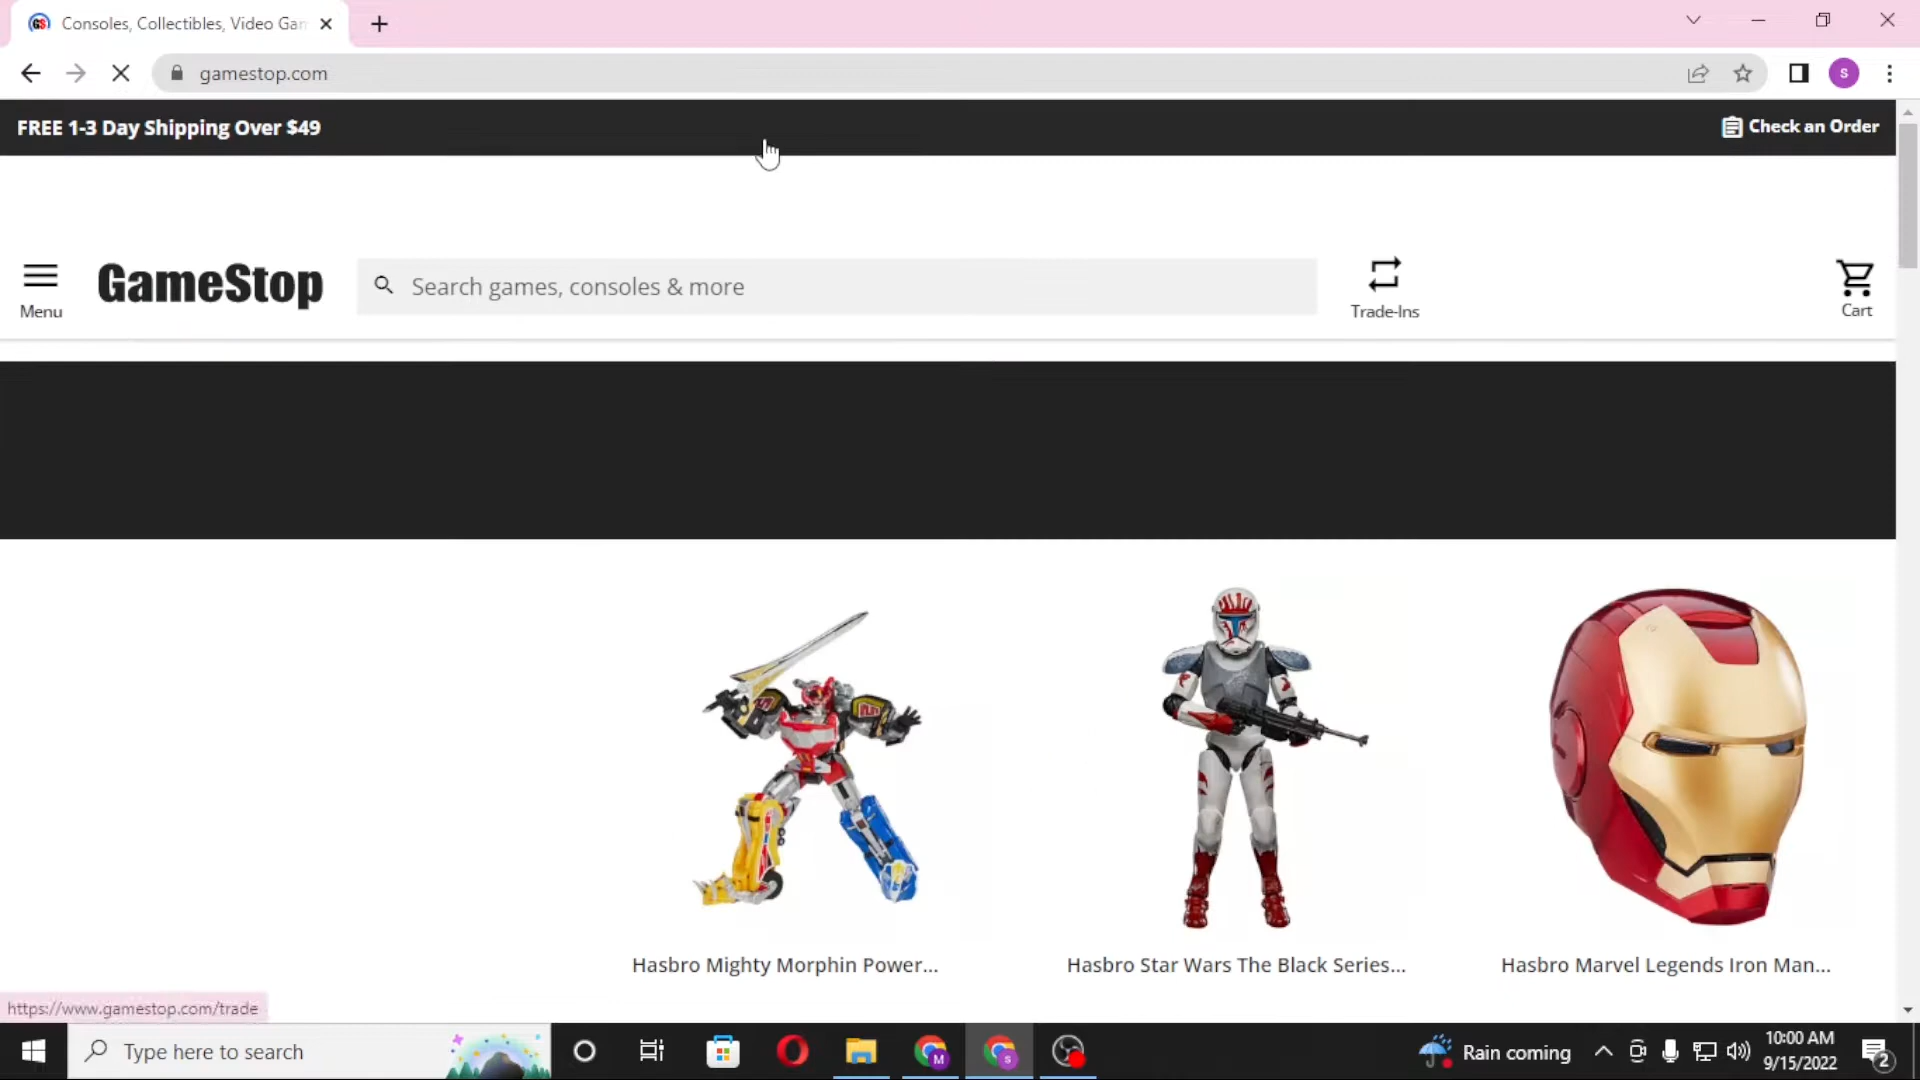 Consoles, Collectibles, Video Gam
gamestop.com
S
FREE 1-3 Day Shipping Over $49
Check an Order
Menu
GameStop
Search games, consoles & more
Trade-Ins
Cart
Hasbro Mighty Morphin Power...
Hasbro Star Wars The Black Series...
Hasbro Marvel Legends Iron Man...
https://www.gamestop.com/trade
Type here to search
M
S
Rain coming
10:00 AM
9/15/2022
2